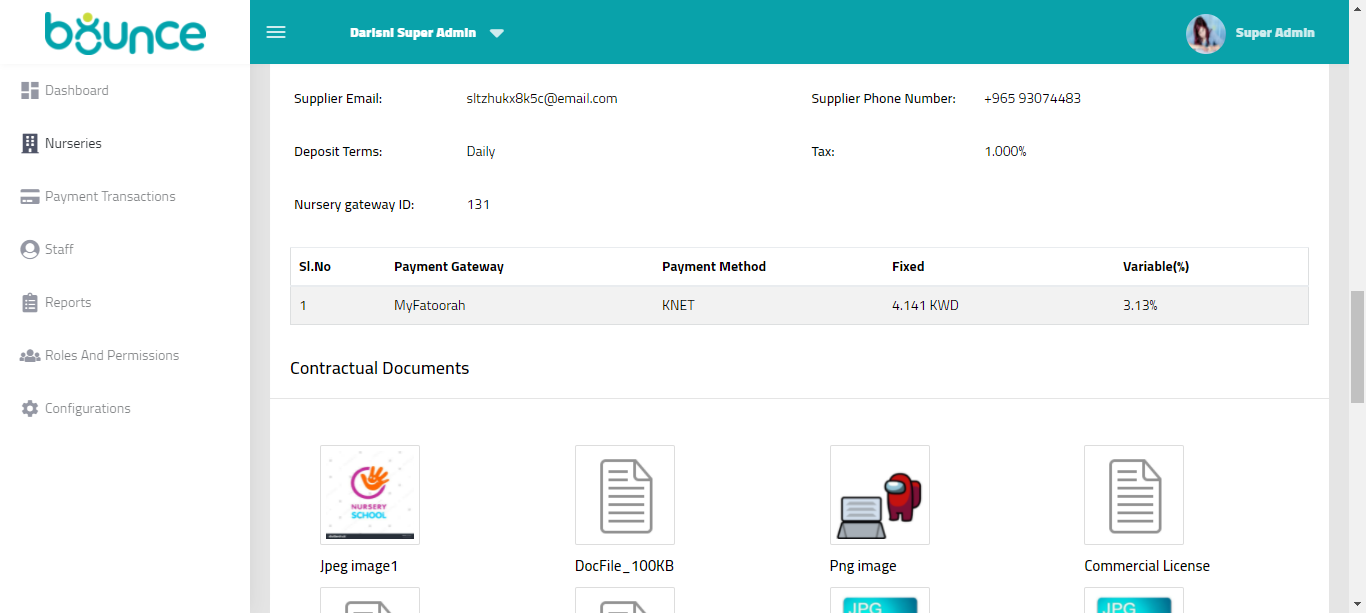 bounce
Darisni Super Admin
Super Admin
Dashboard
Nurseries
Payment Transactions
Staff
Reports
Roles And Permissions
Configurations
Supplier Email: sltzhukx8k5c@email.com Supplier Phone Number: +965 93074483
Deposit Terms: Daily Tax: 1.000%
Nursery gateway ID: 131
Sl.No Payment Gateway Payment Method Fixed Variable(%)
1 MyFatoorah KNET 4.141 KWD 3.13%
Contractual Documents
NURSERY
SCHOOL
Jpeg image1 DocFile_100KB Png image Commercial License
JPG JPG